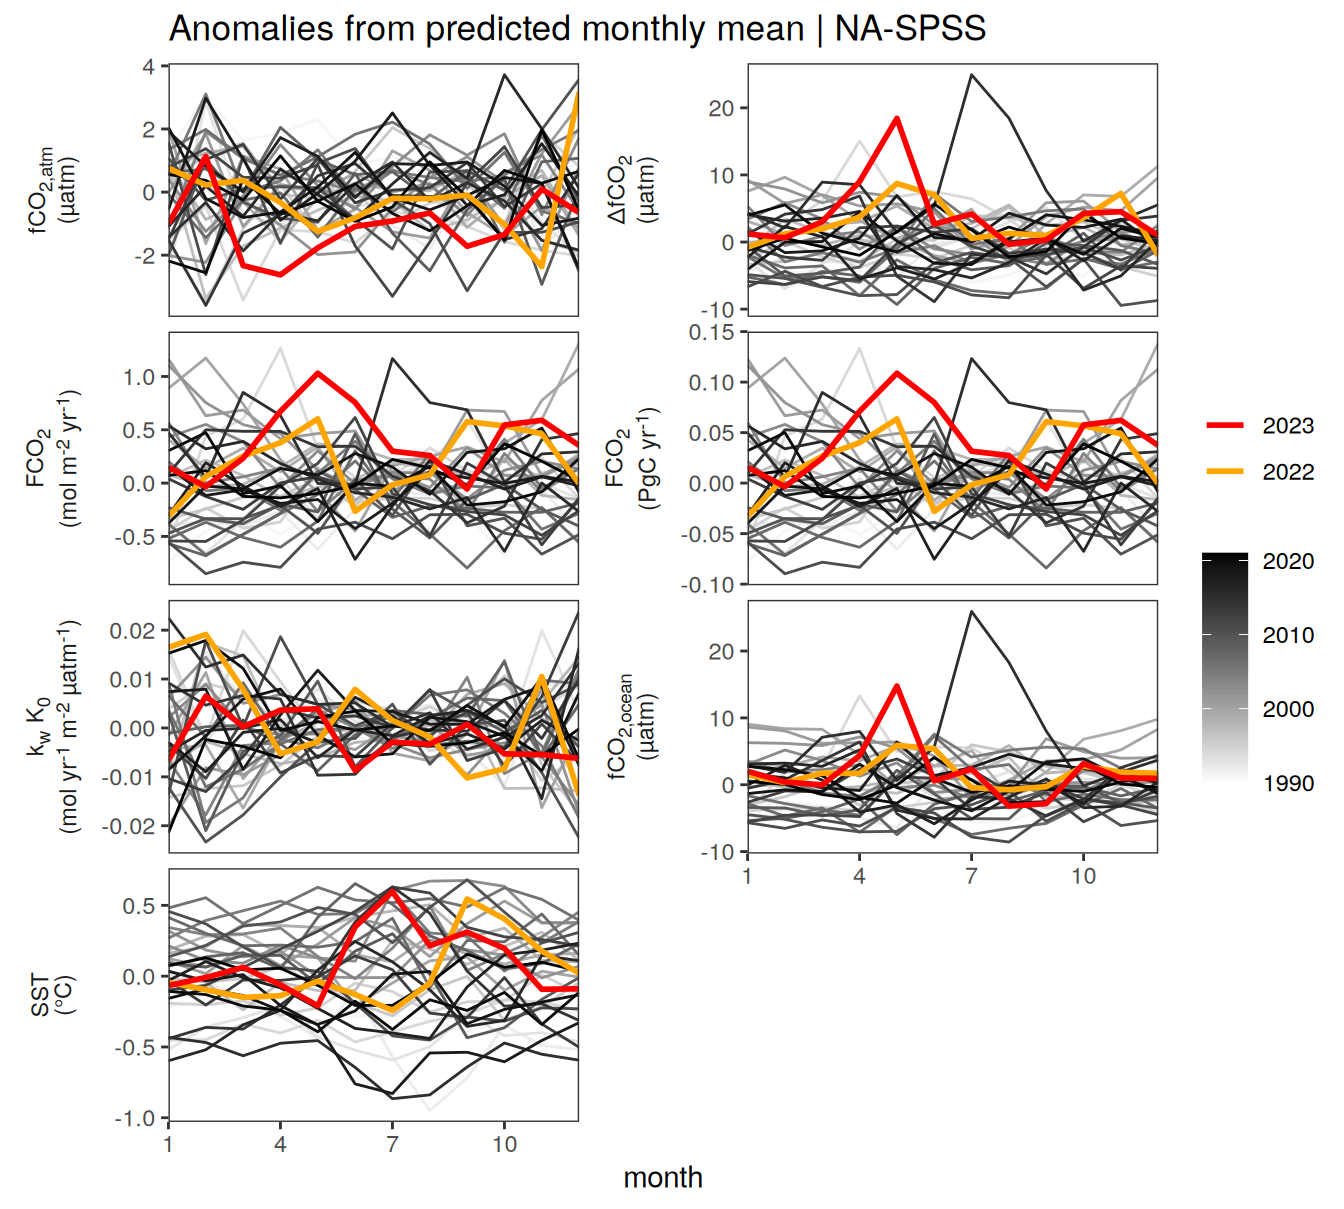 Anomalies from predicted monthly mean | NA-SPSS
fCO2,atm
(µatm)
4
2
0
-2
ΔfCO2
(µatm)
20
10
0
-10
FCO2
(mol m-2 yr-1)
1.0
0.5
0.0
-0.5
FCO2
(PgC yr-1)
0.15
0.10
0.05
0.00
-0.05
-0.10
kw K0
(mol yr-1 m-2 µatm-1)
0.02
0.01
0.00
-0.01
-0.02
fCO2,ocean
(µatm)
20
10
0
-10
1 4 7 10
SST
(°C)
0.5
0.0
-0.5
-1.0
1 4 7 10
month
2023
2022
2020
2010
2000
1990